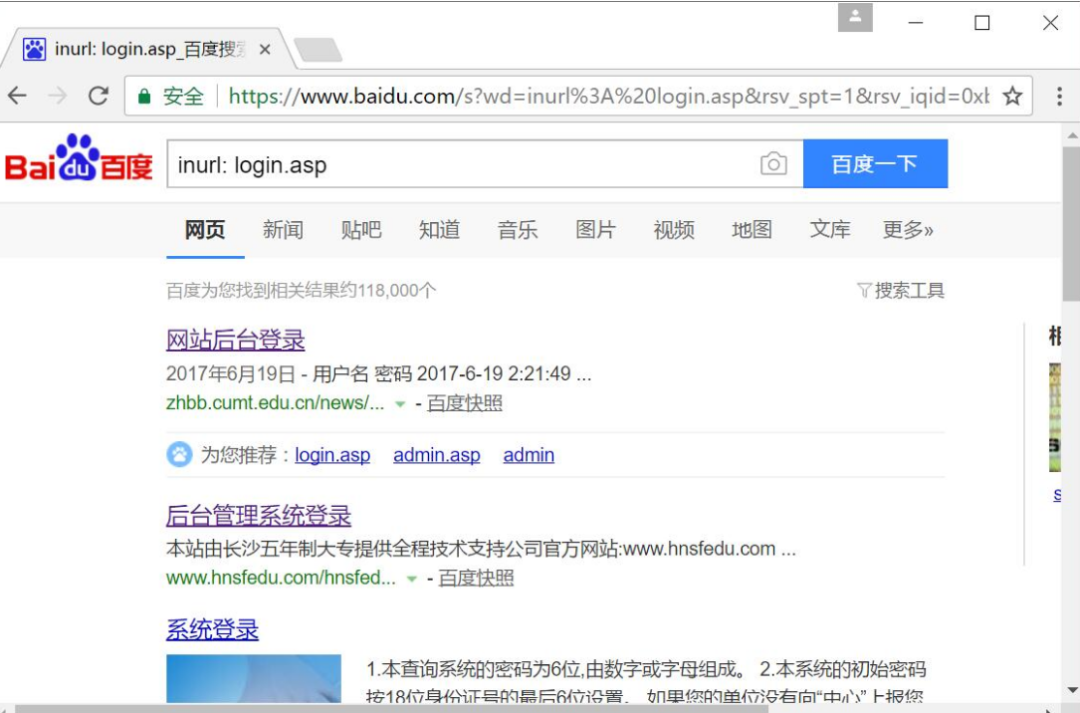 inurl: login.asp_百度搜
安全 https://www.baidu.com/s?wd=inurl%3A%20login.asp&rsv_spt=1&rsv_iqid=0xb
Bai du 百度 inurl: login.asp 百度一下
网页 新闻 贴吧 知道 音乐 图片 视频 地图 文库 更多»
百度为您找到相关结果约118,000个 搜索工具
网站后台登录
2017年6月19日 - 用户名 密码 2017-6-19 2:21:49 ...
zhbb.cumt.edu.cn/news/... - 百度快照
为您推荐：login.asp admin.asp admin
后台管理系统登录
本站由长沙五年制大专提供全程技术支持公司官方网站:www.hnsfedu.com ...
www.hnsfedu.com/hnsfed... - 百度快照
系统登录
1.本查询系统的密码为6位,由数字或字母组成。 2.本系统的初始密码
按18位身份证号的最后6位设置。 如果您的单位没有向“中心”上报您